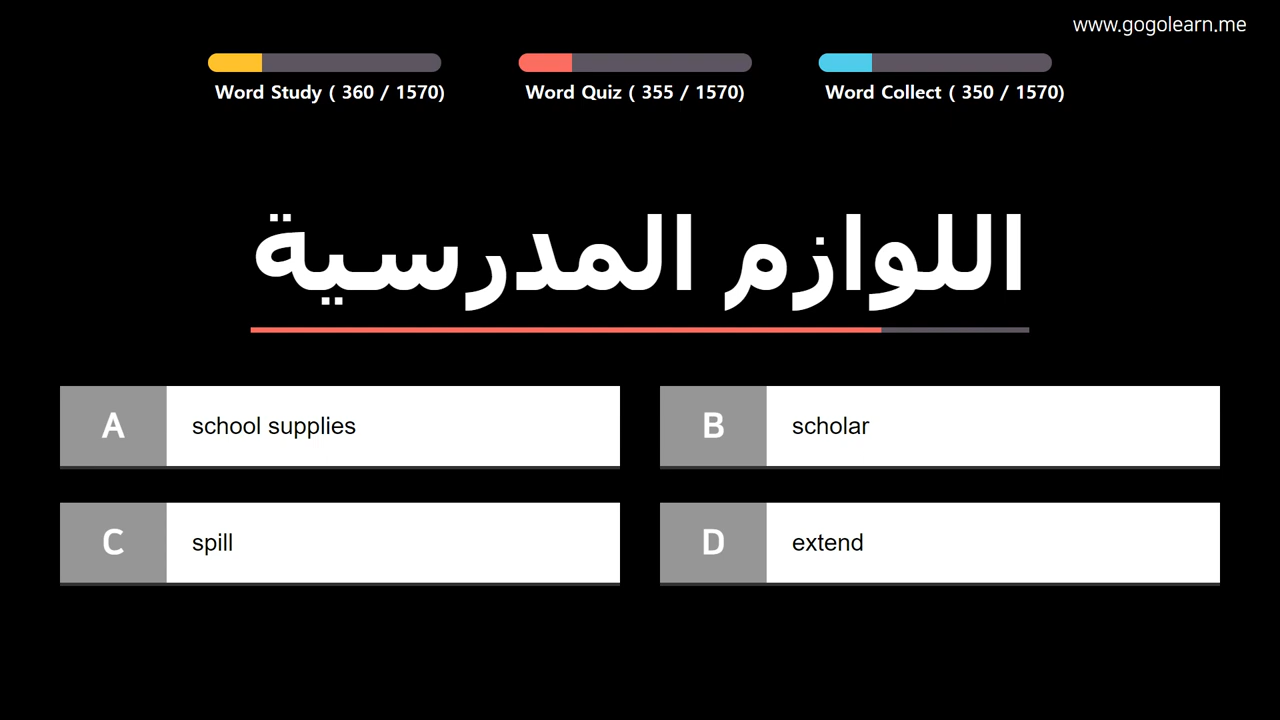 www.gogolearn.me
Word Study ( 360 / 1570)
Word Quiz ( 355 / 1570)
Word Collect ( 350 / 1570)
اللوازم المدرسية
A school supplies
B scholar
C spill
D extend